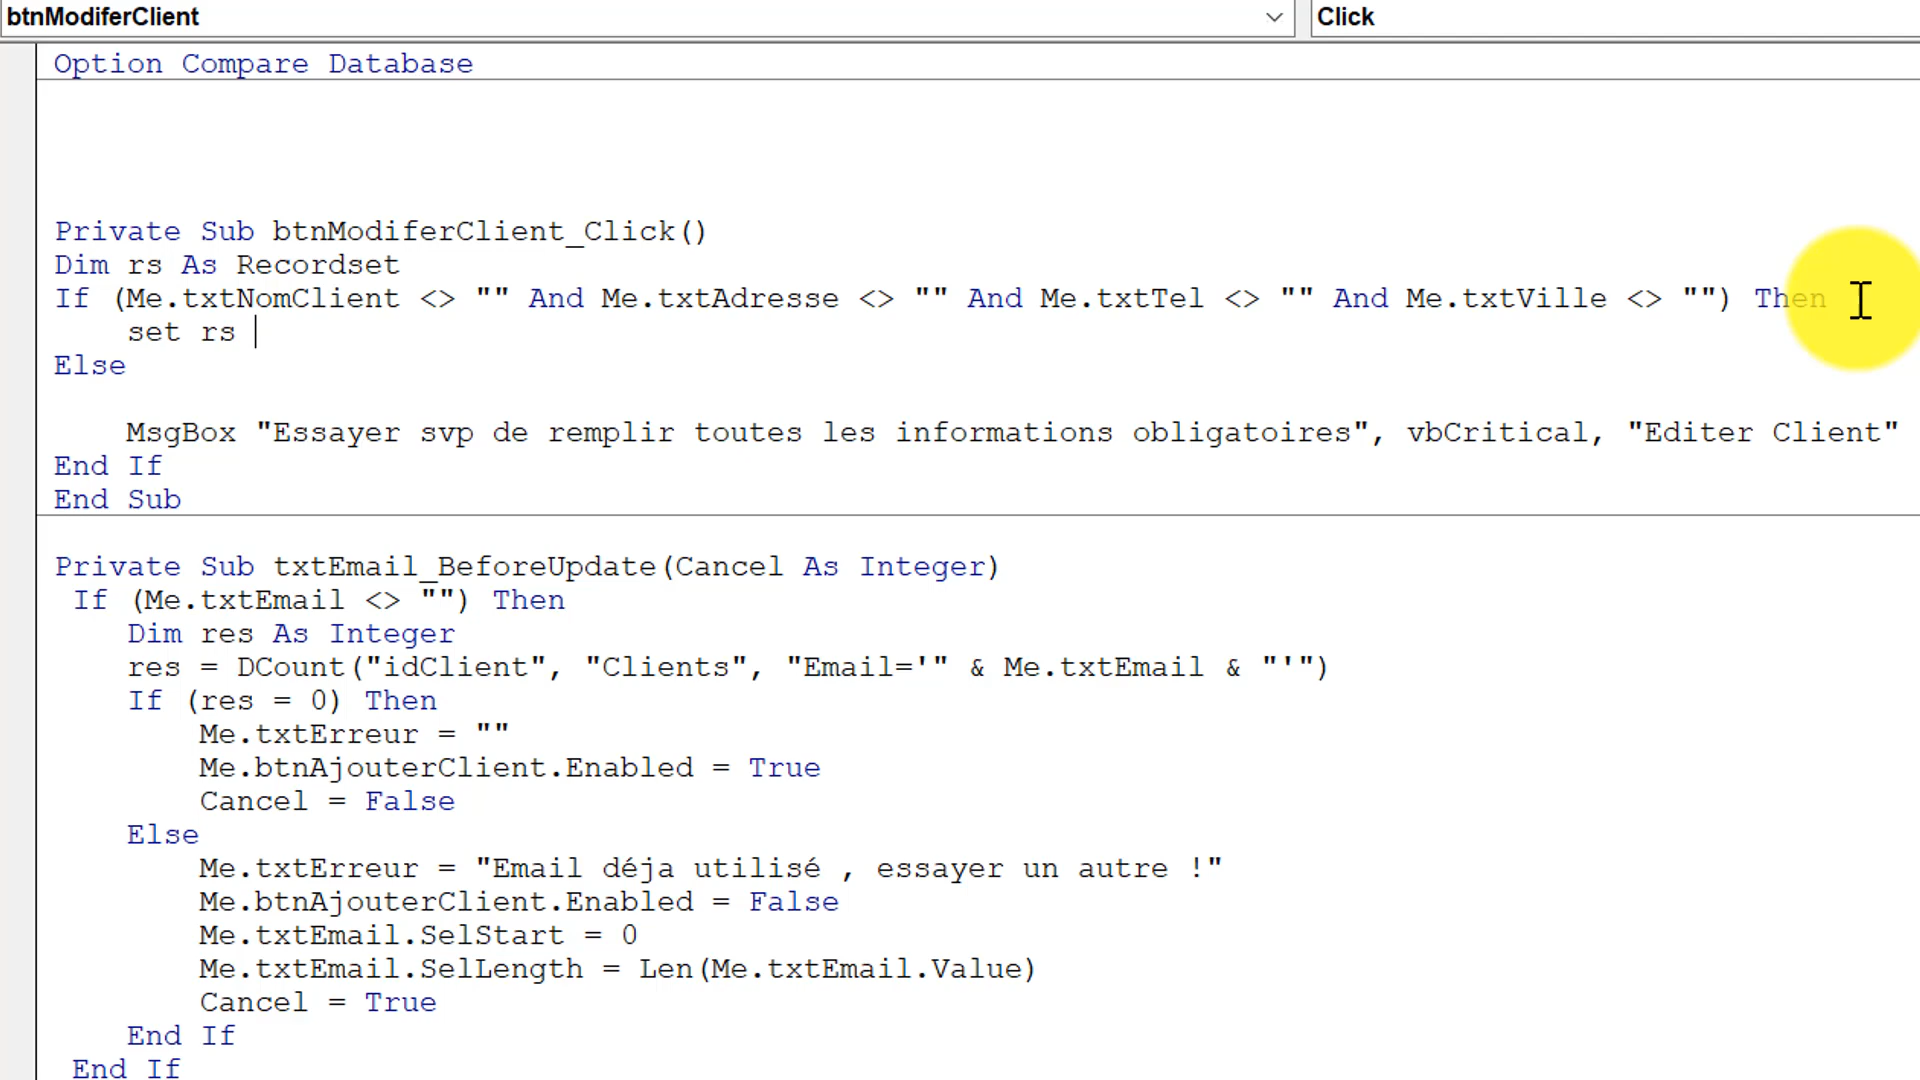 btnModiferClient Click
Option Compare Database
Private Sub btnModiferClient_Click()
Dim rs As Recordset
If (Me.txtNomClient <> "" And Me.txtAdresse <> "" And Me.txtTel <> "" And Me.txtVille <> "") Then
set rs
Else
MsgBox "Essayer svp de remplir toutes les informations obligatoires", vbCritical, "Editer Client"
End If
End Sub
Private Sub txtEmail_BeforeUpdate(Cancel As Integer)
If (Me.txtEmail <> "") Then
Dim res As Integer
res = DCount("idClient", "Clients", "Email='" & Me.txtEmail & "'")
If (res = 0) Then
Me.txtErreur = ""
Me.btnAjouterClient.Enabled = True
Cancel = False
Else
Me.txtErreur = "Email déja utilisé , essayer un autre !"
Me.btnAjouterClient.Enabled = False
Me.txtEmail.SelStart = 0
Me.txtEmail.SelLength = Len(Me.txtEmail.Value)
Cancel = True
End If
End If